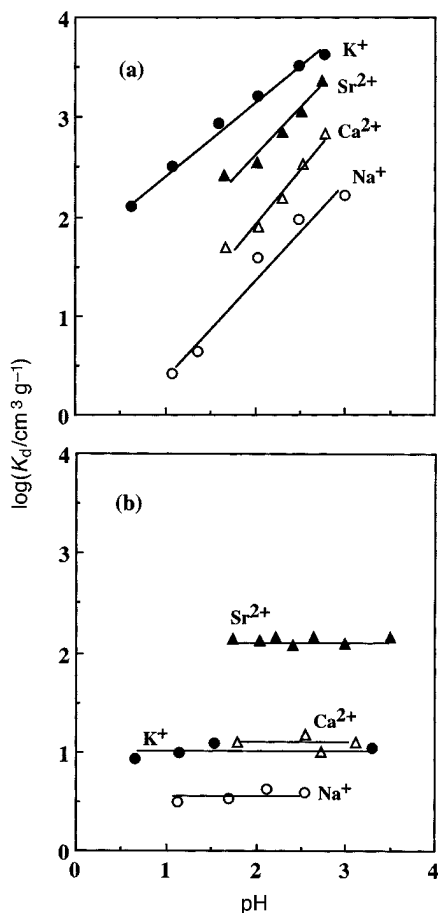 4
(a)
K+
Sr2+
3
Ca2+
Na+
2
1
0
log(Kd/cm3 g−1)
4
(b)
3
Sr2+
2
K+
Ca2+
1
Na+
0
0 1 2 3 4
pH